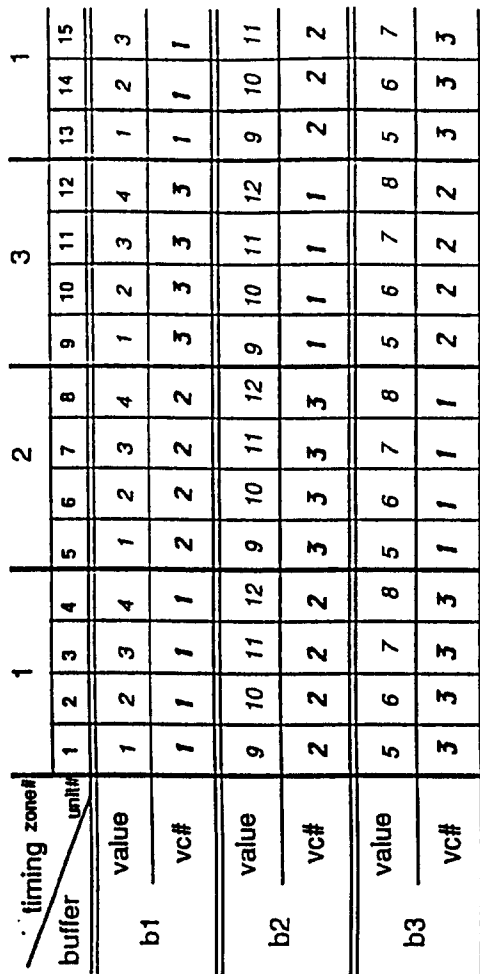 timing zone# 1 2 3 1
buffer unit# 1 2 3 4 5 6 7 8 9 10 11 12 13 14 15
b1 value 1 2 3 4 1 2 3 4 1 2 3 4 1 2 3
vc# 1 1 1 1 2 2 2 2 3 3 3 3 1 1 1
b2 value 9 10 11 12 9 10 11 12 9 10 11 12 9 10 11
vc# 2 2 2 2 3 3 3 3 1 1 1 1 2 2 2
b3 value 5 6 7 8 5 6 7 8 5 6 7 8 5 6 7
vc# 3 3 3 3 1 1 1 1 2 2 2 2 3 3 3